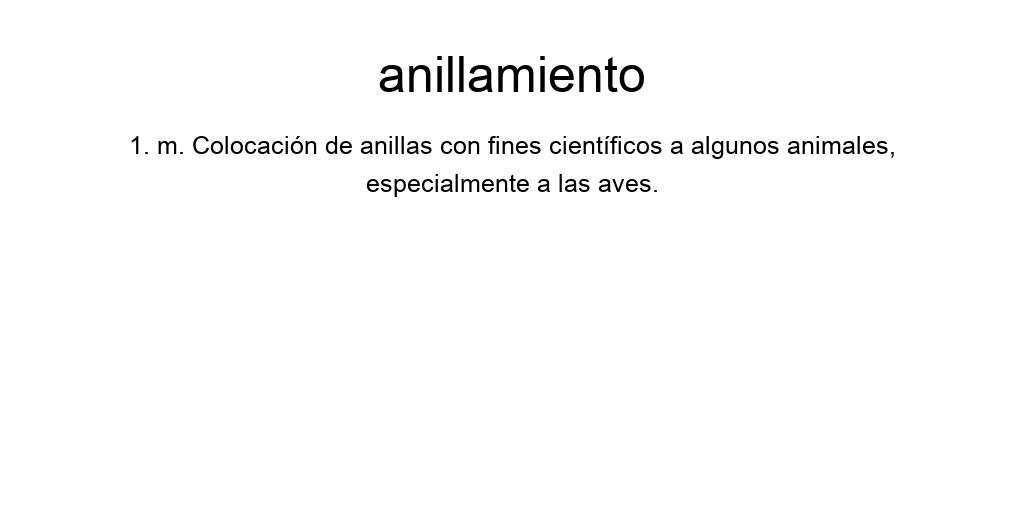 anillamiento
1. m. Colocación de anillas con fines científicos a algunos animales,
especialmente a las aves.